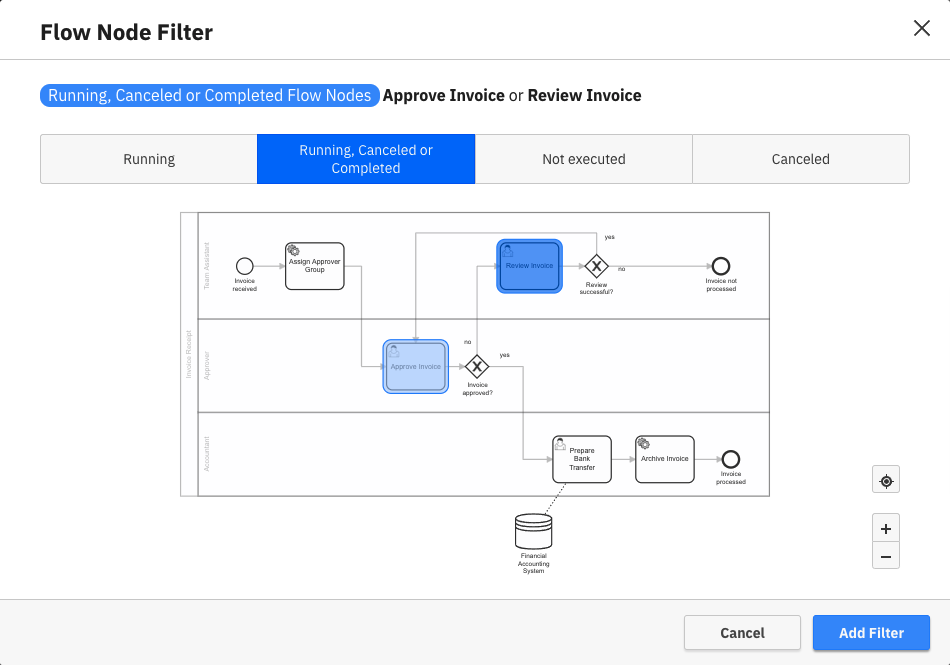 Flow Node Filter
Running, Canceled or Completed Flow Nodes Approve Invoice or Review Invoice
Running
Running, Canceled or
Completed
Not executed
Canceled
Invoice Receipt
Team Assistant
Invoice
received
Assign Approver
Group
Review Invoice
yes
no
Review
successful?
Invoice not
processed
Approver
Approve Invoice
no
yes
Invoice
approved?
Accountant
Prepare
Bank
Transfer
Archive Invoice
Invoice
processed
Financial
Accounting
System
Cancel
Add Filter